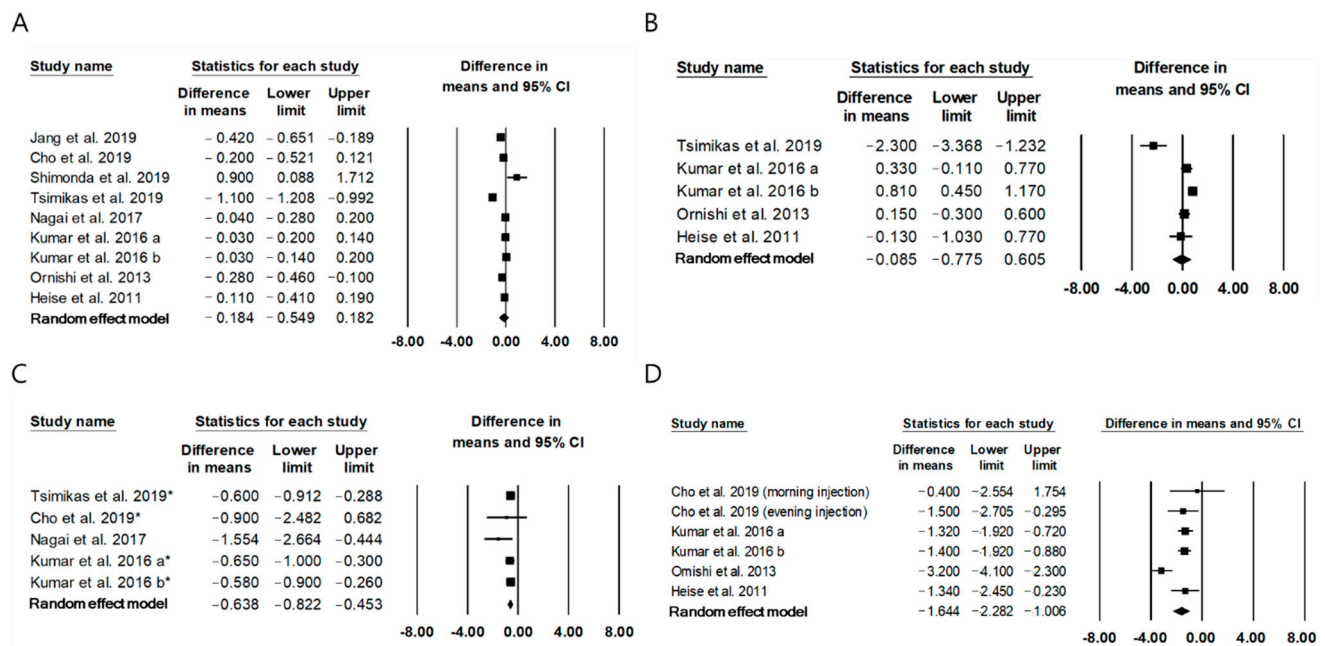 A
Study name Statistics for each study Difference in
means and 95% CI
Difference Lower Upper
in means limit limit
Jang et al. 2019 −0.420 −0.651 −0.189
Cho et al. 2019 −0.200 −0.521 0.121
Shimonda et al. 2019 0.900 0.088 1.712
Tsimikas et al. 2019 −1.100 −1.208 −0.992
Nagai et al. 2017 −0.040 −0.280 0.200
Kumar et al. 2016 a −0.030 −0.200 0.140
Kumar et al. 2016 b −0.030 −0.140 0.200
Ornishi et al. 2013 −0.280 −0.460 −0.100
Heise et al. 2011 −0.110 −0.410 0.190
Random effect model −0.184 −0.549 0.182
-8.00 -4.00 0.00 4.00 8.00
B
Study name Statistics for each study Difference in
means and 95% CI
Difference Lower Upper
in means limit limit
Tsimikas et al. 2019 −2.300 −3.368 −1.232
Kumar et al. 2016 a 0.330 −0.110 0.770
Kumar et al. 2016 b 0.810 0.450 1.170
Ornishi et al. 2013 0.150 −0.300 0.600
Heise et al. 2011 −0.130 −1.030 0.770
Random effect model −0.085 −0.775 0.605
-8.00 -4.00 0.00 4.00 8.00
C
Study name Statistics for each study Difference in
means and 95% CI
Difference Lower Upper
in means limit limit
Tsimikas et al. 2019* −0.600 −0.912 −0.288
Cho et al. 2019* −0.900 −2.482 0.682
Nagai et al. 2017 −1.554 −2.664 −0.444
Kumar et al. 2016 a* −0.650 −1.000 −0.300
Kumar et al. 2016 b* −0.580 −0.900 −0.260
Random effect model −0.638 −0.822 −0.453
-8.00 -4.00 0.00 4.00 8.00
D
Study name Statistics for each study Difference in means and 95% CI
Difference Lower Upper
in means limit limit
Cho et al. 2019 (morning injection) −0.400 −2.554 1.754
Cho et al. 2019 (evening injection) −1.500 −2.705 −0.295
Kumar et al. 2016 a −1.320 −1.920 −0.720
Kumar et al. 2016 b −1.400 −1.920 −0.880
Ornishi et al. 2013 −3.200 −4.100 −2.300
Heise et al. 2011 −1.340 −2.450 −0.230
Random effect model −1.644 −2.282 −1.006
-8.00 -4.00 0.00 4.00 8.00